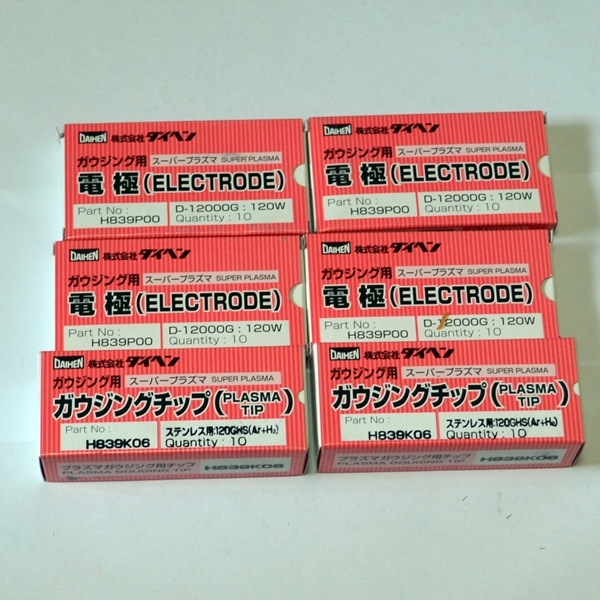 DAIHEN 株式会社 ダイヘン
ガウジング用 スーパープラズマ SUPER PLASMA
電極(ELECTRODE)
Part No : H839P00
D-12000G : 120W
Quantity : 10
DAIHEN 株式会社 ダイヘン
ガウジング用 スーパープラズマ SUPER PLASMA
電極(ELECTRODE)
Part No : H839P00
D-12000G : 120W
Quantity : 10
DAIHEN 株式会社 ダイヘン
ガウジング用 スーパープラズマ SUPER PLASMA
電極(ELECTRODE)
Part No : H839P00
D-12000G : 120W
Quantity : 10
DAIHEN 株式会社 ダイヘン
ガウジング用 スーパープラズマ SUPER PLASMA
電極(ELECTRODE)
Part No : H839P00
D-12000G : 120W
Quantity : 10
DAIHEN 株式会社 ダイヘン
ガウジング用 スーパープラズマ SUPER PLASMA
ガウジングチップ(PLASMA TIP)
Part No : H839K06
ステンレス用:120GHS(Ar+H₂)
Quantity : 10
プラズマガウジング用チップ H839K06
PLASMA GOUGING TIP
DAIHEN 株式会社 ダイヘン
ガウジング用 スーパープラズマ SUPER PLASMA
ガウジングチップ(PLASMA TIP)
Part No : H839K06
ステンレス用:120GHS(Ar+H₂)
Quantity : 10
プラズマガウジング用チップ H839K06
PLASMA GOUGING TIP